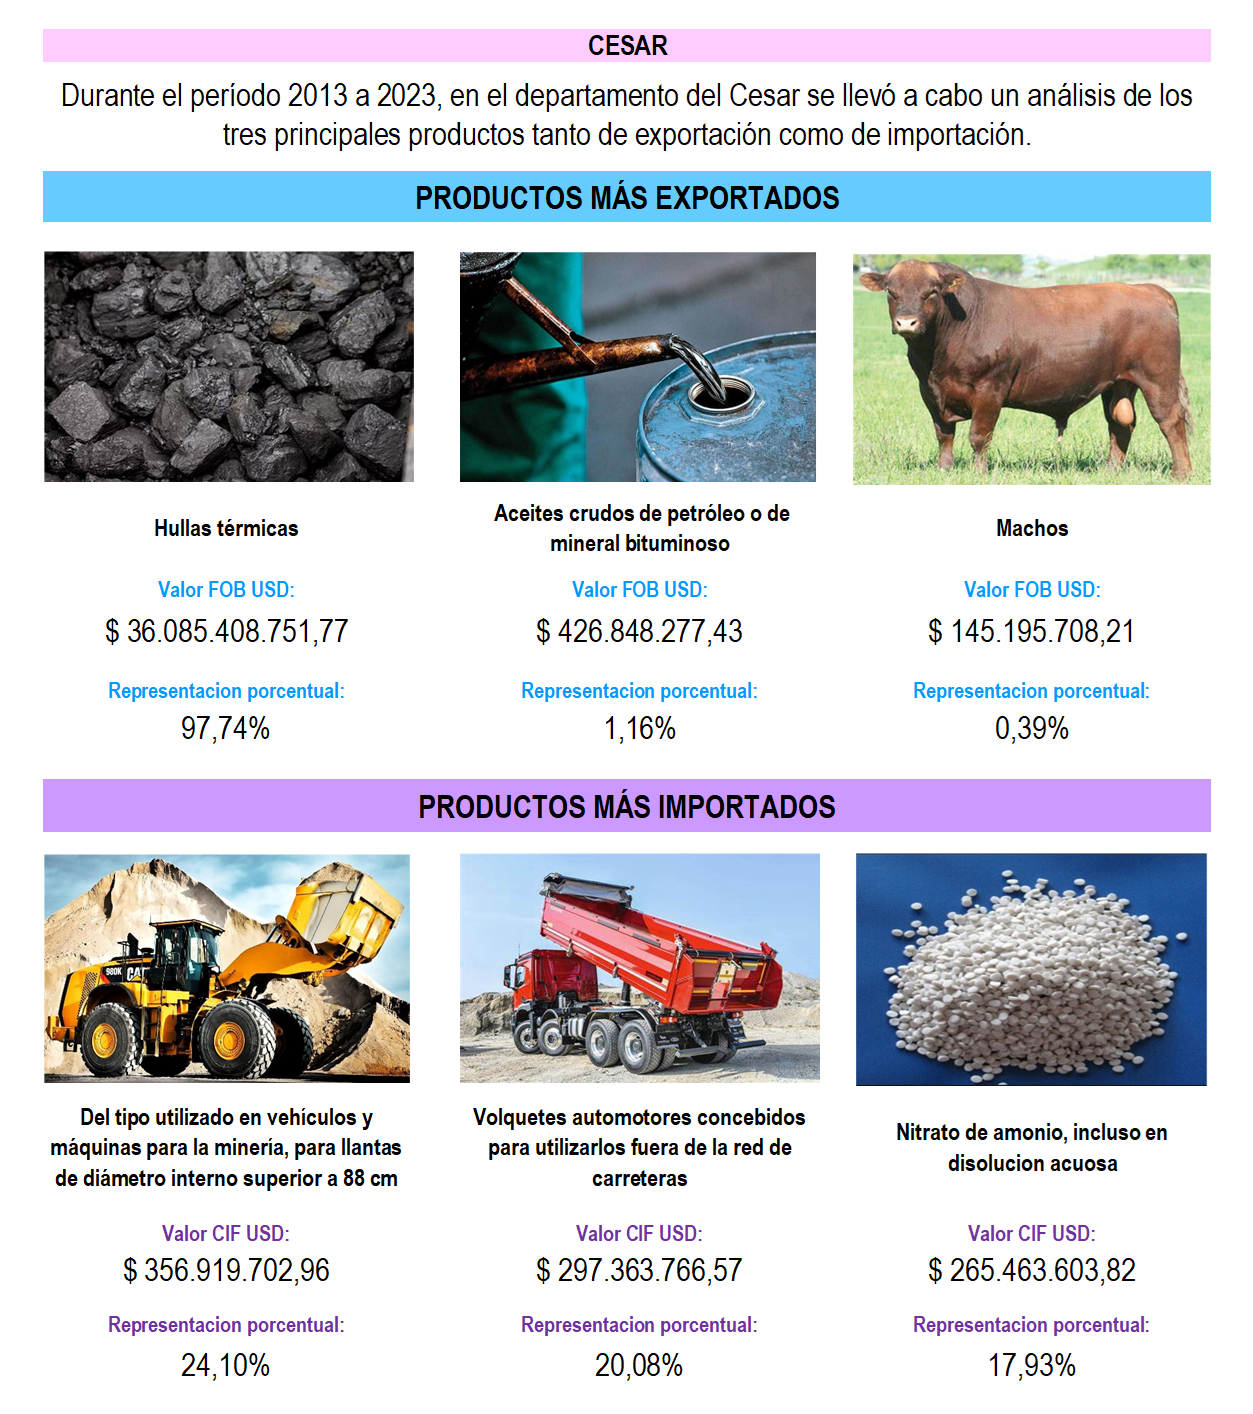 CESAR
Durante el período 2013 a 2023, en el departamento del Cesar se llevó a cabo un análisis de los
tres principales productos tanto de exportación como de importación.
PRODUCTOS MÁS EXPORTADOS
Hullas térmicas
Valor FOB USD:
$ 36.085.408.751,77
Representacion porcentual:
97,74%
Aceites crudos de petróleo o de
mineral bituminoso
Valor FOB USD:
$ 426.848.277,43
Representacion porcentual:
1,16%
Machos
Valor FOB USD:
$ 145.195.708,21
Representacion porcentual:
0,39%
PRODUCTOS MÁS IMPORTADOS
980K CAT
Del tipo utilizado en vehículos y
máquinas para la minería, para llantas
de diámetro interno superior a 88 cm
Valor CIF USD:
$ 356.919.702,96
Representacion porcentual:
24,10%
Volquetes automotores concebidos
para utilizarlos fuera de la red de
carreteras
Valor CIF USD:
$ 297.363.766,57
Representacion porcentual:
20,08%
Nitrato de amonio, incluso en
disolucion acuosa
Valor CIF USD:
$ 265.463.603,82
Representacion porcentual:
17,93%